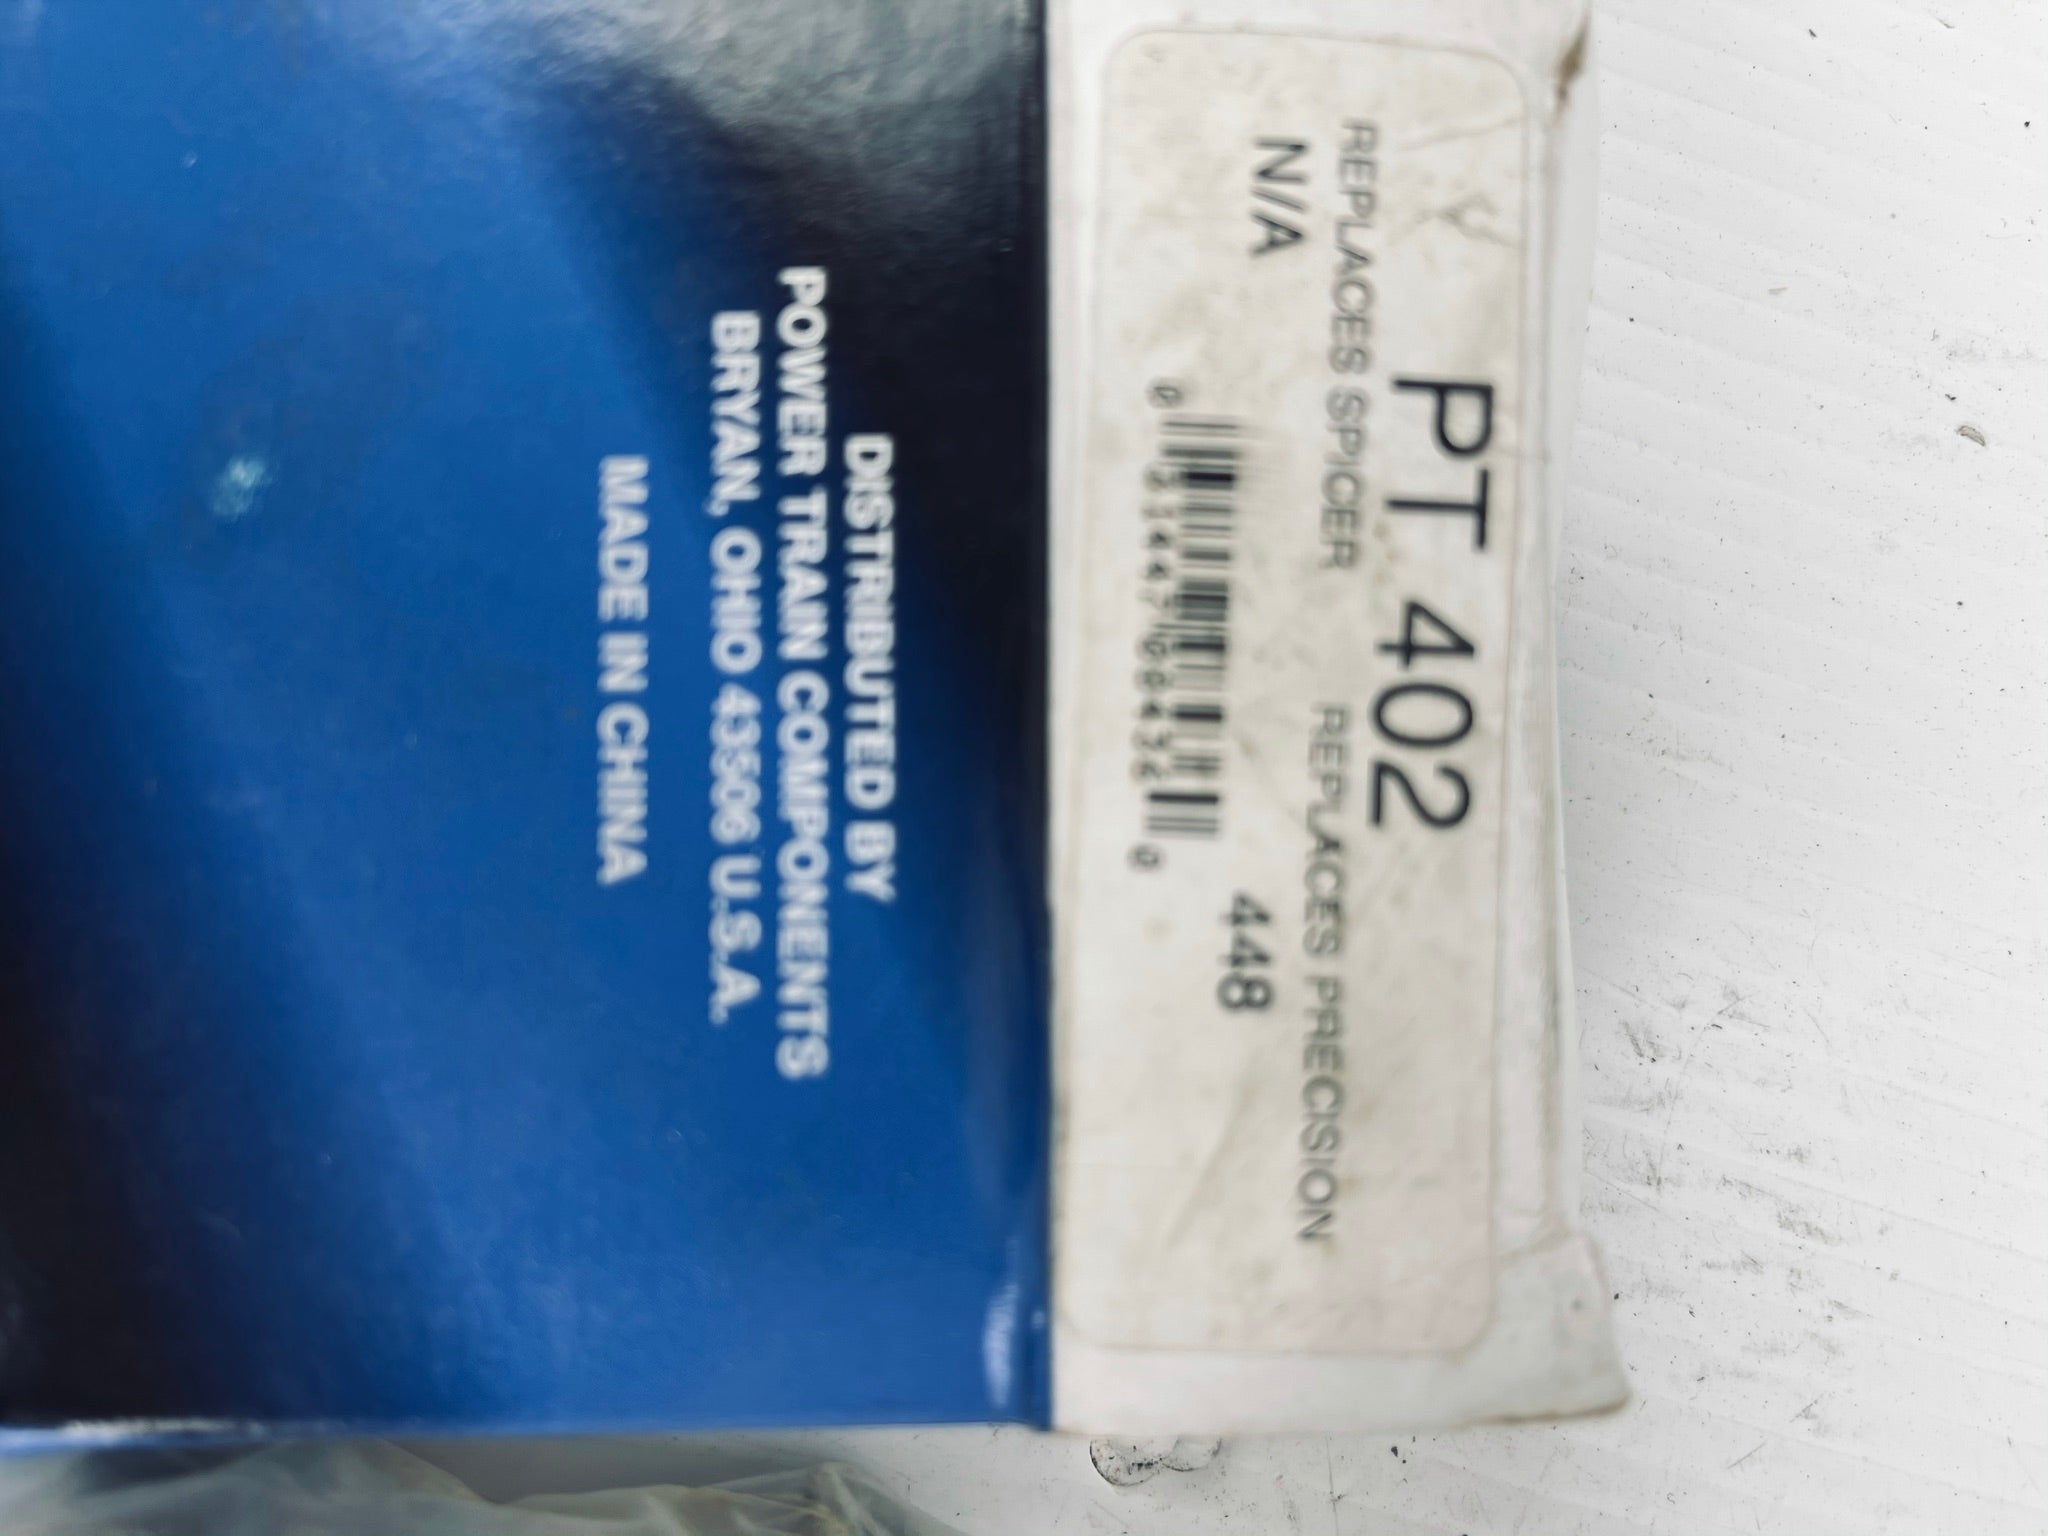 PT 402
REPLACES SPICER
REPLACES PRECISION
N/A
448
DISTRIBUTED BY
POWER TRAIN COMPONENTS
BRYAN, OHIO 43506 U.S.A.
MADE IN CHINA